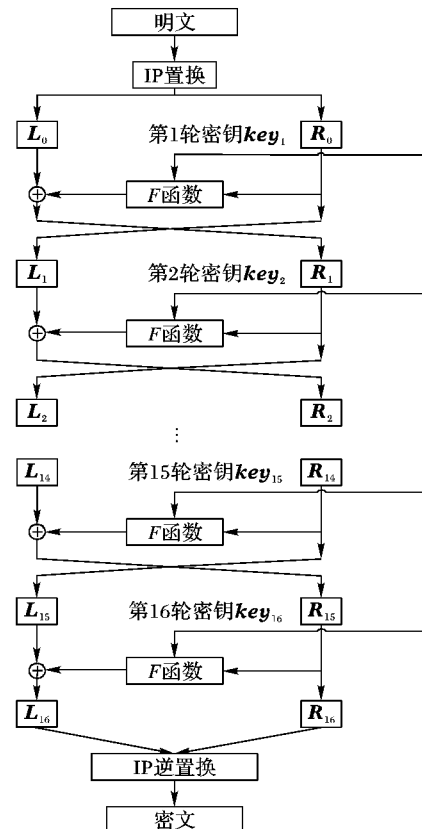 明文
IP置换
L₀ 第1轮密钥key₁ R₀
F函数
L₁ 第2轮密钥key₂ R₁
F函数
L₂ R₂
⋮
L₁₄ 第15轮密钥key₁₅ R₁₄
F函数
L₁₅ 第16轮密钥key₁₆ R₁₅
F函数
L₁₆ R₁₆
IP逆置换
密文